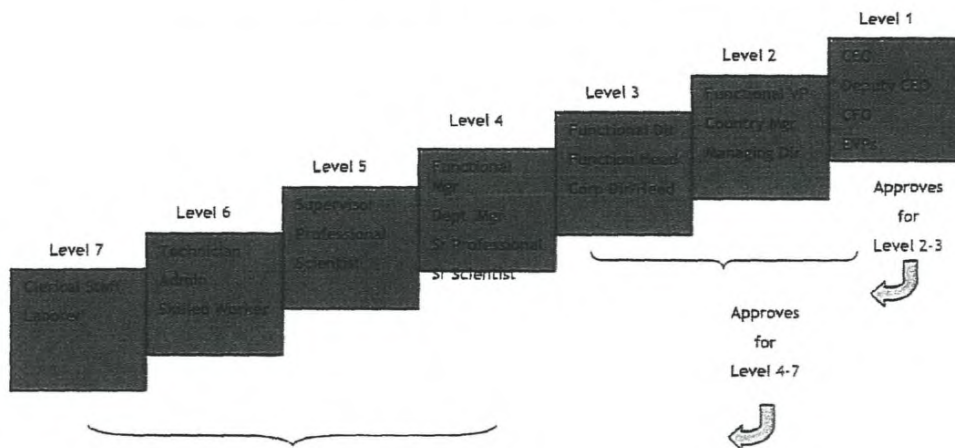 Level 1
CEO
Deputy CEO
CFO
EVPs
Level 2
Functional VP
Country Mgr
Managing Dir
Level 3
Functional Dir
Function Head
Corp Dir/Head
Level 4
Functional
Mgr
Dept. Mgr
Sr Professional
Sr Scientist
Level 5
Supervisor
Professional
Scientist
Level 6
Technician
Admin
Skilled Worker
Level 7
Clerical Staff
Laborer
Approves
for
Level 2-3
Approves
for
Level 4-7